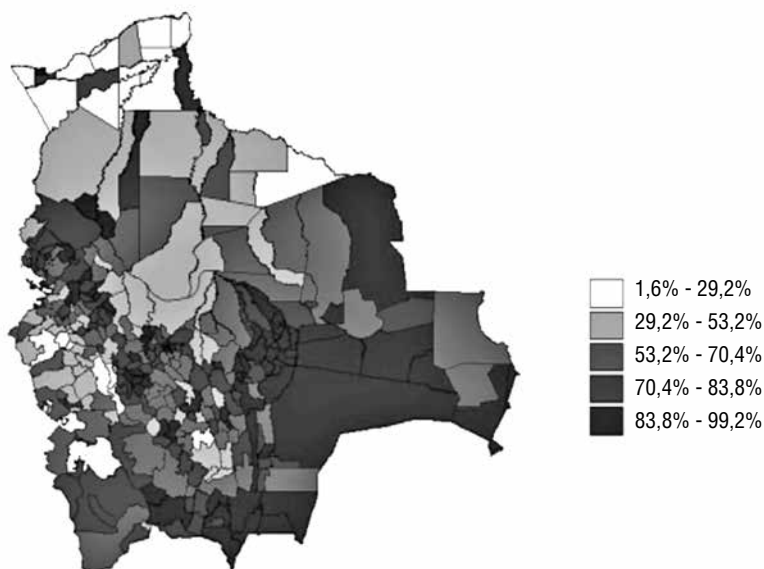 1,6% - 29,2%
29,2% - 53,2%
53,2% - 70,4%
70,4% - 83,8%
83,8% - 99,2%